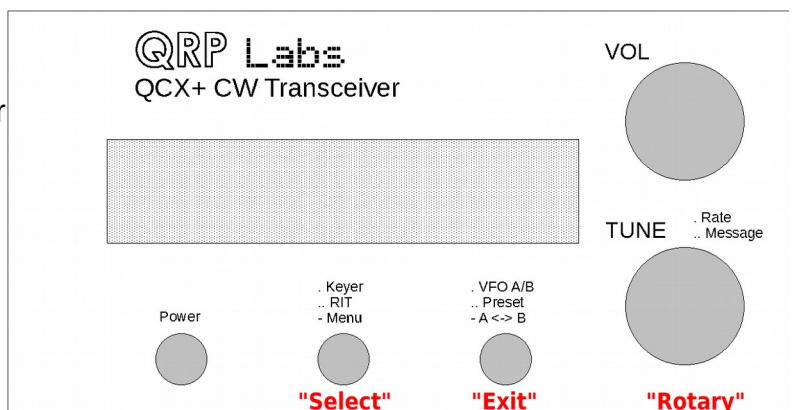 QRP Labs
QCX+ CW Transceiver
VOL
r
TUNE
. Rate
.. Message
Power
. Keyer
.. RIT
- Menu
. VFO A/B
.. Preset
- A <-> B
"Select"
"Exit"
"Rotary"